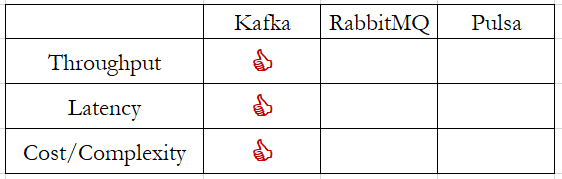 Kafka RabbitMQ Pulsa
Throughput 👍
Latency 👍
Cost/Complexity 👍